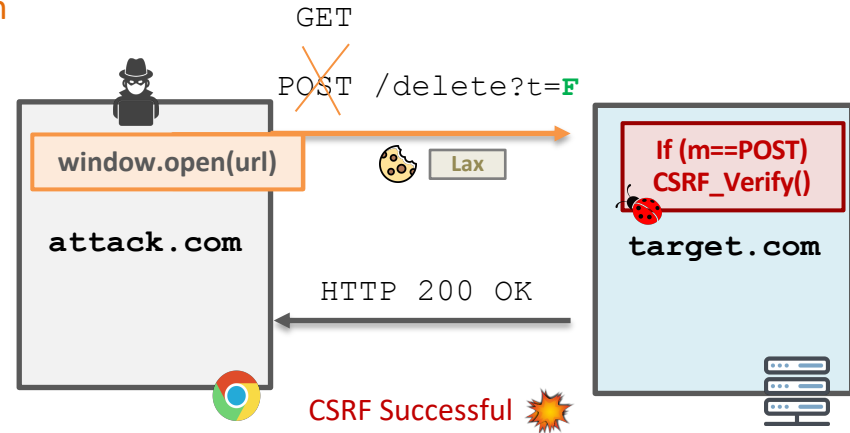 n
GET
POST /delete?t=F
window.open(url)
Lax
If (m==POST)
CSRF_Verify()
attack.com
target.com
HTTP 200 OK
CSRF Successful